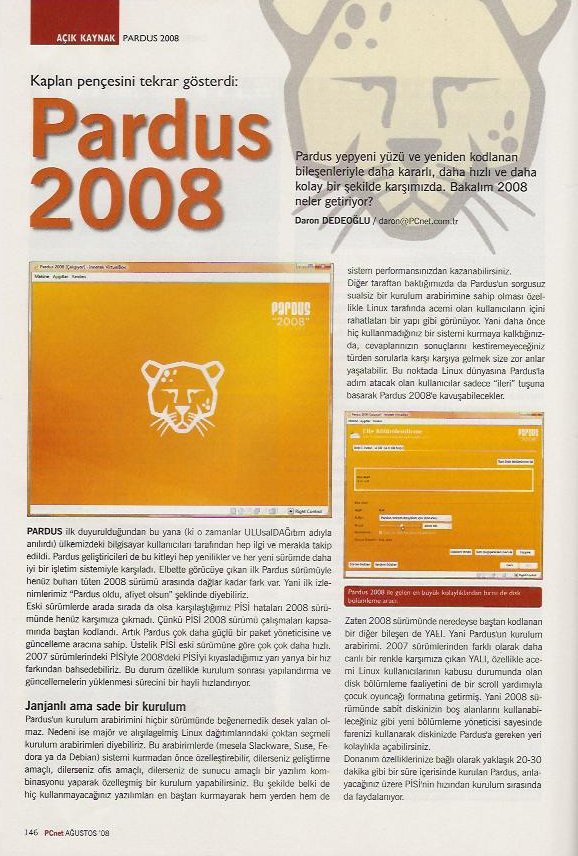 AÇIK KAYNAK PARDUS 2008
Kaplan pençesini tekrar gösterdi:
Pardus
2008
Pardus yepyeni yüzü ve yeniden kodlanan
bileşenleriyle daha kararlı, daha hızlı ve daha
kolay bir şekilde karşımızda. Bakalım 2008
neler getiriyor?
Daron DEDEOĞLU / daron@PCnet.com.tr
Pardus 2008 [Çalışıyor] - innotek VirtualBox
Makine Aygıtlar Yardım
PARDUS
"2008"
Right Control
PARDUS ilk duyurulduğundan bu yana (ki o zamanlar ULUsalDAĞıtım adıyla
anılırdı) ülkemizdeki bilgisayar kullanıcıları tarafından hep ilgi ve merakla takip
edildi. Pardus geliştiricileri de bu kitleyi hep yenilikler ve her yeni sürümde daha
iyi bir işletim sistemiyle karşıladı. Elbette görücüye çıkan ilk Pardus sürümüyle
henüz buharı tüten 2008 sürümü arasında dağlar kadar fark var. Yani ilk izle-
nimlerimiz “Pardus oldu, afiyet olsun” şeklinde diyebiliriz.
Eski sürümlerde arada sırada da olsa karşılaştığımız PİSİ hataları 2008 sürü-
münde henüz karşımıza çıkmadı. Çünkü PİSİ 2008 sürümü çalışmaları kapsa-
mında baştan kodlandı. Artık Pardus çok daha güçlü bir paket yöneticisine ve
güncelleme aracına sahip. Üstelik PİSİ eski sürümüne göre çok çok daha hızlı.
2007 sürümlerindeki PİSİ'yle 2008'deki PİSİ'yi kıyasladığımız yarı yarıya bir hız
farkından bahsedebiliriz. Bu durum özellikle kurulum sonrası yapılandırma ve
güncellemelerin yüklenmesi sürecini bir hayli hızlandırıyor.
Janjanlı ama sade bir kurulum
Pardus'un kurulum arabirimini hiçbir sürümünde beğenemedik desek yalan ol-
maz. Nedeni ise majör ve alışılagelmiş Linux dağıtımlarındaki çoktan seçmeli
kurulum arabirimleri diyebiliriz. Bu arabirimlerde (mesela Slackware, Suse, Fe-
dora ya da Debian) sistemi kurmadan önce özelleştirebilir, dilerseniz geliştirme
amaçlı, dilerseniz ofis amaçlı, dilerseniz de sunucu amaçlı bir yazılım kom-
binasyonu yaparak özelleşmiş bir kurulum yapabilirsiniz. Bu şekilde belki de
hiç kullanmayacağınız yazılımları en baştan kurmayarak hem yerden hem de
sistem performansınızdan kazanabilirsiniz.
Diğer taraftan baktığımızda da Pardus'un sorgusuz
sualsiz bir kurulum arabirimine sahip olması özel-
likle Linux tarafında acemi olan kullanıcıların içini
rahatlatan bir yapı gibi görünüyor. Yani daha önce
hiç kullanmadığınız bir sistemi kurmaya kalktığınız-
da, cevaplarınızın sonuçlarını kestiremeyeceğiniz
türden sorularla karşı karşıya gelmek size zor anlar
yaşatabilir. Bu noktada Linux dünyasına Pardus'la
adım atacak olan kullanıcılar sadece “ileri” tuşuna
basarak Pardus 2008'e kavuşabilecekler.
Disk Bölümlendirme
PARDUS
Pardus 2008 ile gelen en büyük kolaylıklardan birisi de disk
bölümleme aracı.
Zaten 2008 sürümünde neredeyse baştan kodlanan
bir diğer bileşen de YALI. Yani Pardus'un kurulum
arabirimi. 2007 sürümlerinden farklı olarak daha
canlı bir renkle karşımıza çıkan YALI, özellikle ace-
mi Linux kullanıcılarının kabusu durumunda olan
disk bölümleme faaliyetini de bir scroll yardımıyla
çocuk oyuncağı formatına getirmiş. Yani 2008 sü-
rümünde sabit diskinizin boş alanlarını kullanabi-
leceğiniz gibi yeni bölümleme yöneticisi sayesinde
farenizi kullanarak diskinizde Pardus'a gereken yeri
kolaylıkla açabilirsiniz.
Donanım özelliklerinize bağlı olarak yaklaşık 20-30
dakika gibi bir süre içerisinde kurulan Pardus, anla-
yacağınız üzere PİSİ'nin hızından kurulum sırasında
da faydalanıyor.
146 PCnet AĞUSTOS '08